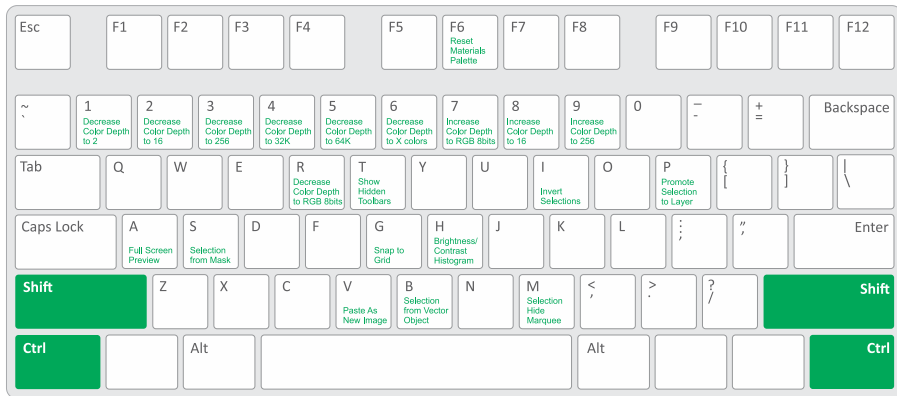 Esc F1 F2 F3 F4 F5 F6 F7 F8 F9 F10 F11 F12
Reset
Materials
Palette
~ 1 2 3 4 5 6 7 8 9 0 _ + Backspace
` Decrease Decrease Decrease Decrease Decrease Decrease Increase Increase Increase - =
Color Depth Color Depth Color Depth Color Depth Color Depth Color Depth Color Depth Color Depth Color Depth
to 2 to 16 to 256 to 32K to 64K to X colors to RGB 8bits to 16 to 256
Tab Q W E R T Y U I O P { } |
[ ] \
Decrease Show Promote
Color Depth Hidden Invert Selection
to RGB 8bits Toolbars Selections to Layer
Caps Lock A S D F G H J K L : " Enter
; ,
Brightness/
Full Screen Selection Snap to Contrast
Preview from Mask Grid Histogram
Shift Z X C V B N M < > ? Shift
, . /
Selection Selection
Paste As from Vector Hide
New Image Object Marquee
Ctrl Alt Alt Ctrl